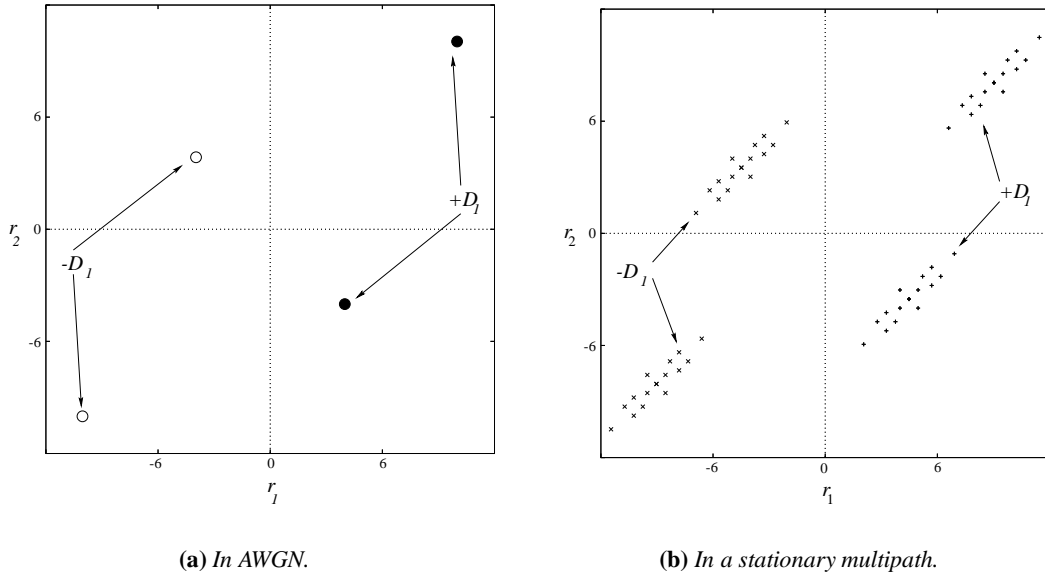 6
r2
0
-6
-D1
+D1
-6
0
6
r1
(a) In AWGN.
6
r2
0
-6
-D1
+D1
-6
0
6
r1
(b) In a stationary multipath.